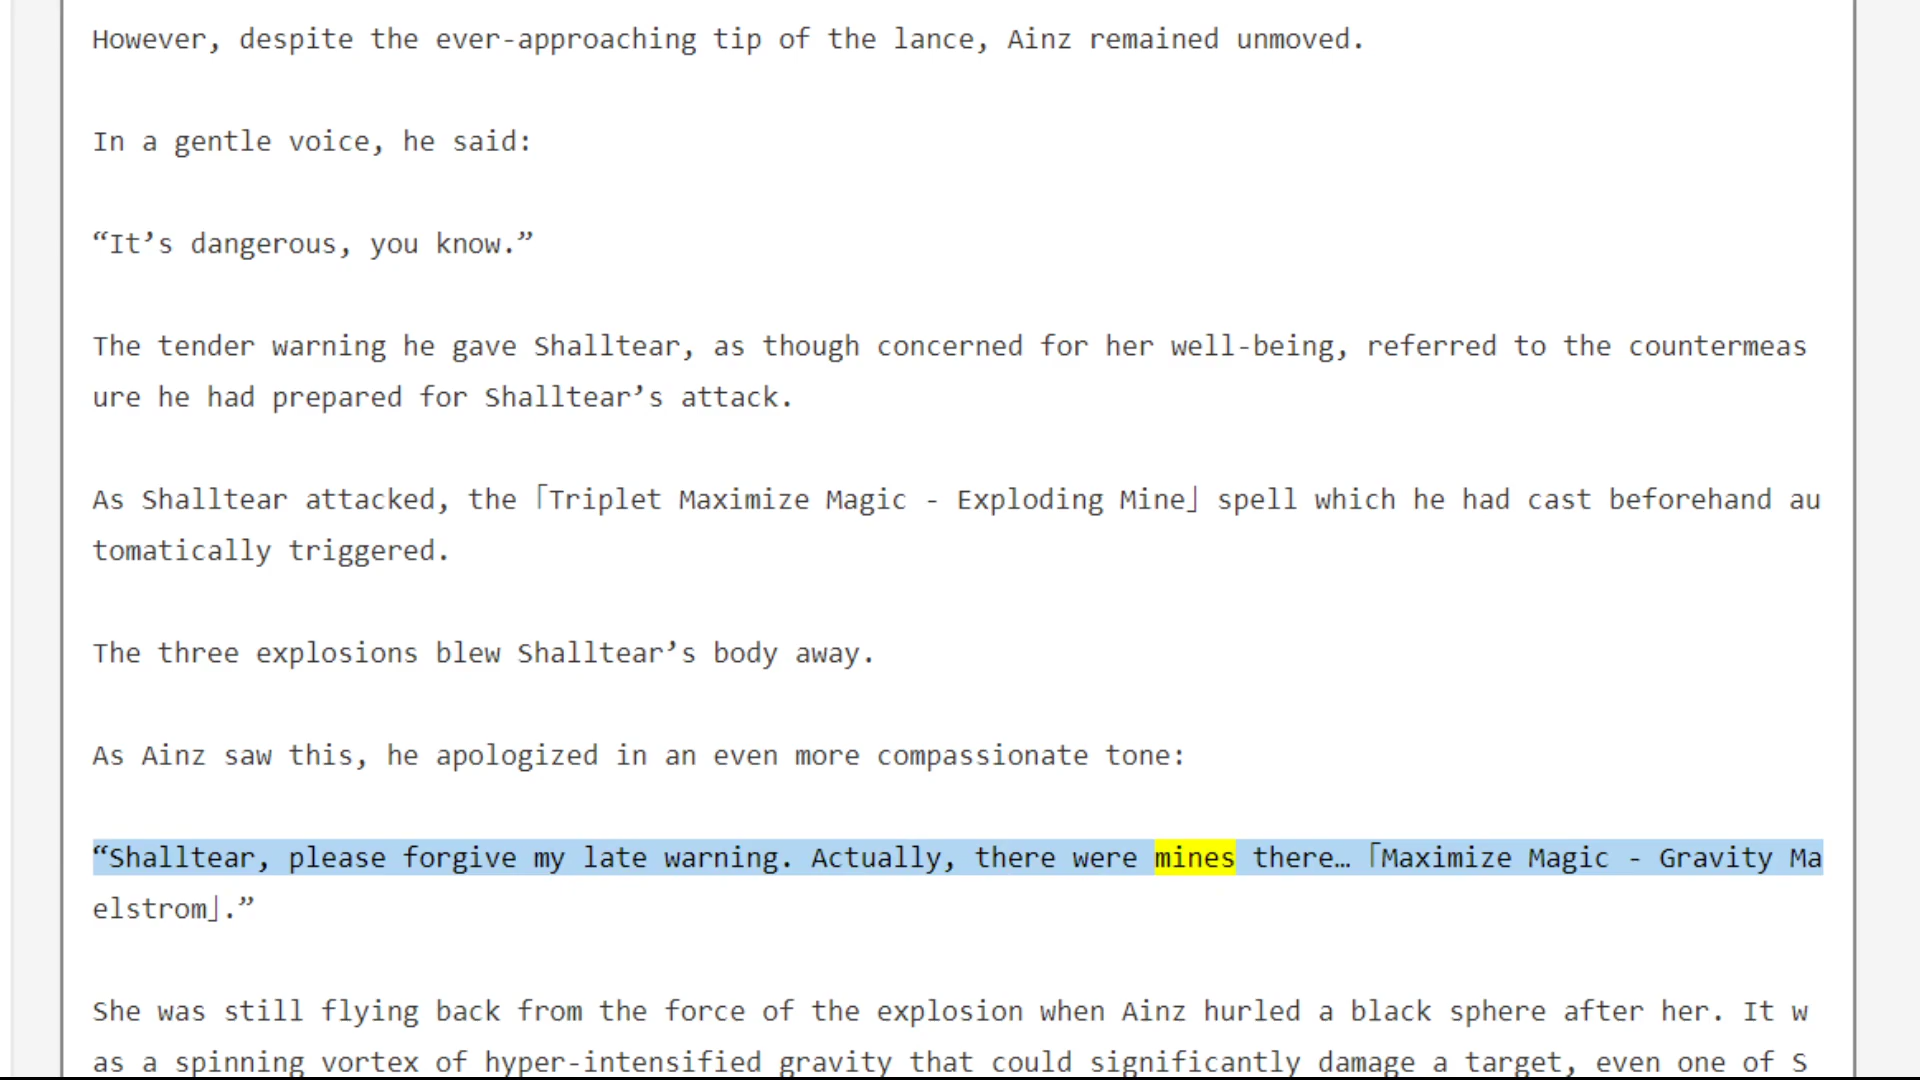 However, despite the ever-approaching tip of the lance, Ainz remained unmoved.
In a gentle voice, he said:
“It’s dangerous, you know.”
The tender warning he gave Shalltear, as though concerned for her well-being, referred to the countermeas
ure he had prepared for Shalltear’s attack.
As Shalltear attacked, the「Triplet Maximize Magic - Exploding Mine」spell which he had cast beforehand au
tomatically triggered.
The three explosions blew Shalltear’s body away.
As Ainz saw this, he apologized in an even more compassionate tone:
“Shalltear, please forgive my late warning. Actually, there were mines there…「Maximize Magic - Gravity Ma
elstrom」.”
She was still flying back from the force of the explosion when Ainz hurled a black sphere after her. It w
as a spinning vortex of hyper-intensified gravity that could significantly damage a target, even one of S